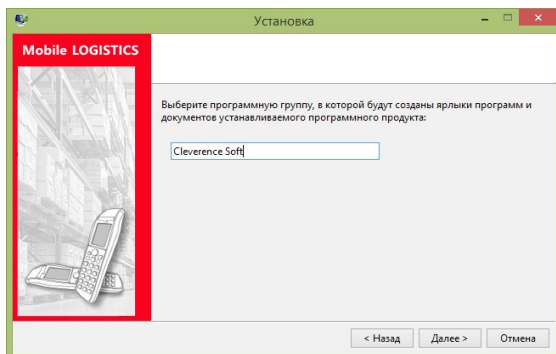 Установка
Mobile LOGISTICS
Выберите программную группу, в которой будут созданы ярлыки программ и
документов устанавливаемого программного продукта:
Cleverence Soft
< Назад
Далее >
Отмена